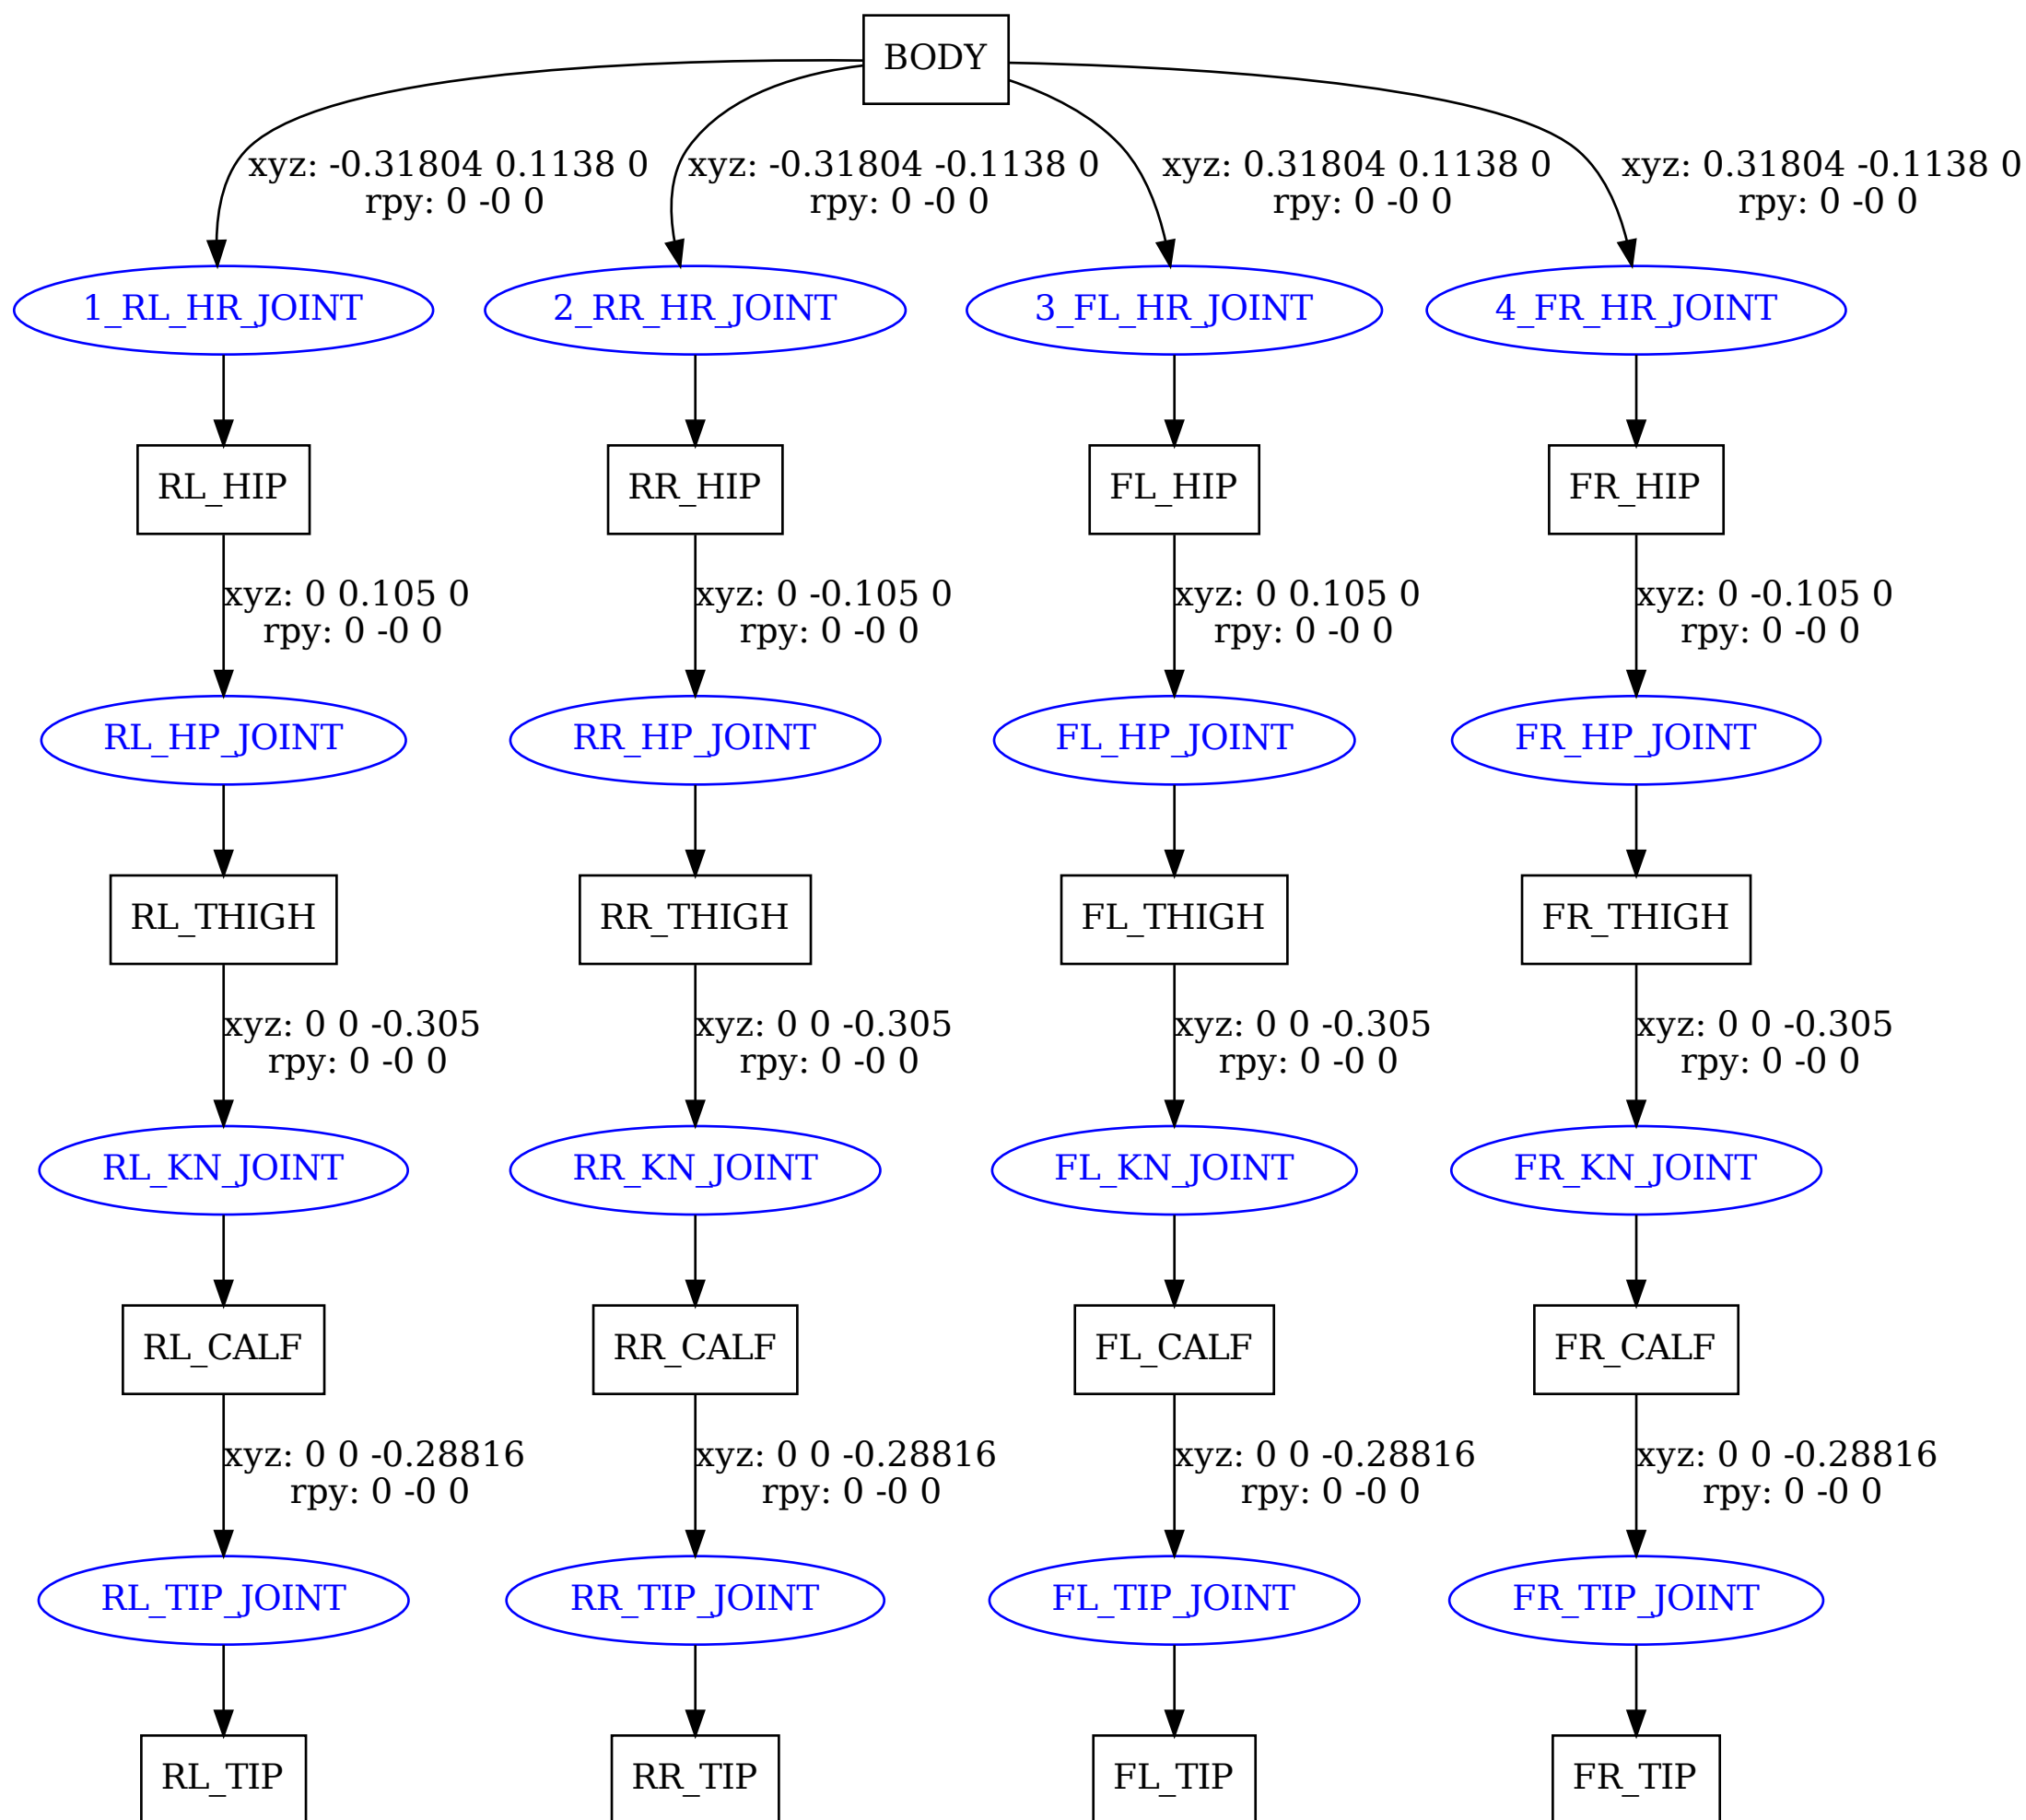 BODY
xyz: -0.31804 0.1138 0
rpy: 0 -0 0
xyz: -0.31804 -0.1138 0
rpy: 0 -0 0
xyz: 0.31804 0.1138 0
rpy: 0 -0 0
xyz: 0.31804 -0.1138 0
rpy: 0 -0 0
1_RL_HR_JOINT
2_RR_HR_JOINT
3_FL_HR_JOINT
4_FR_HR_JOINT
RL_HIP
RR_HIP
FL_HIP
FR_HIP
xyz: 0 0.105 0
rpy: 0 -0 0
xyz: 0 -0.105 0
rpy: 0 -0 0
xyz: 0 0.105 0
rpy: 0 -0 0
xyz: 0 -0.105 0
rpy: 0 -0 0
RL_HP_JOINT
RR_HP_JOINT
FL_HP_JOINT
FR_HP_JOINT
RL_THIGH
RR_THIGH
FL_THIGH
FR_THIGH
xyz: 0 0 -0.305
rpy: 0 -0 0
xyz: 0 0 -0.305
rpy: 0 -0 0
xyz: 0 0 -0.305
rpy: 0 -0 0
xyz: 0 0 -0.305
rpy: 0 -0 0
RL_KN_JOINT
RR_KN_JOINT
FL_KN_JOINT
FR_KN_JOINT
RL_CALF
RR_CALF
FL_CALF
FR_CALF
xyz: 0 0 -0.28816
rpy: 0 -0 0
xyz: 0 0 -0.28816
rpy: 0 -0 0
xyz: 0 0 -0.28816
rpy: 0 -0 0
xyz: 0 0 -0.28816
rpy: 0 -0 0
RL_TIP_JOINT
RR_TIP_JOINT
FL_TIP_JOINT
FR_TIP_JOINT
RL_TIP
RR_TIP
FL_TIP
FR_TIP